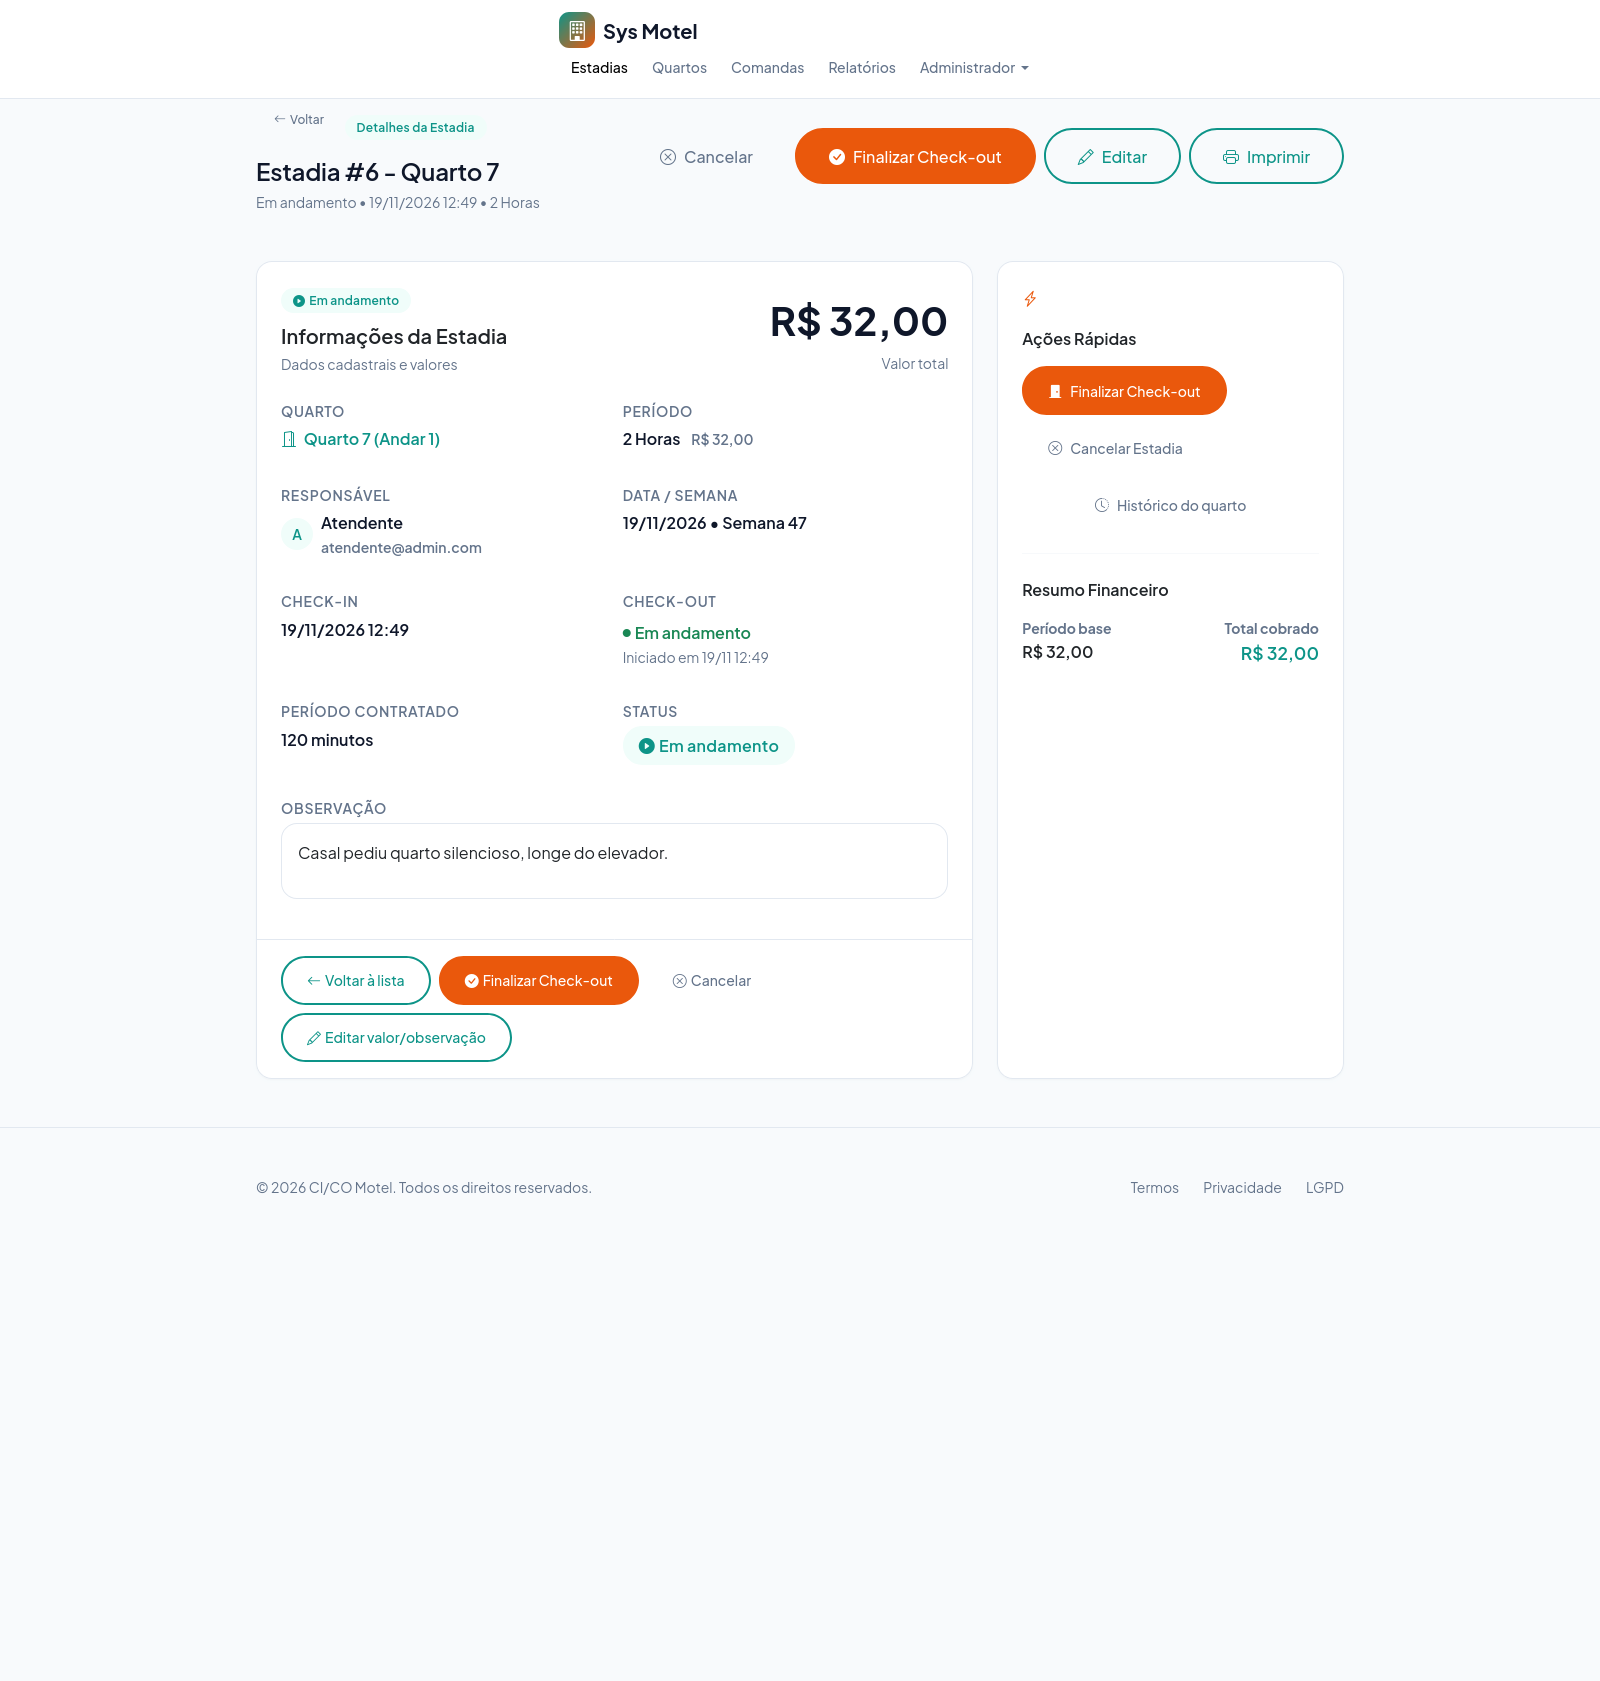 Sys Motel
Estadias Quartos Comandas Relatórios Administrador
Voltar
Detalhes da Estadia
Estadia #6 - Quarto 7
Em andamento • 19/11/2026 12:49 • 2 Horas
Cancelar
Finalizar Check-out
Editar
Imprimir
Em andamento
Informações da Estadia
Dados cadastrais e valores
R$ 32,00
Valor total
QUARTO
Quarto 7 (Andar 1)
PERÍODO
2 Horas R$ 32,00
RESPONSÁVEL
A
Atendente
atendente@admin.com
DATA / SEMANA
19/11/2026 • Semana 47
CHECK-IN
19/11/2026 12:49
CHECK-OUT
Em andamento
Iniciado em 19/11 12:49
PERÍODO CONTRATADO
120 minutos
STATUS
Em andamento
OBSERVAÇÃO
Casal pediu quarto silencioso, longe do elevador.
Voltar à lista
Finalizar Check-out
Cancelar
Editar valor/observação
Ações Rápidas
Finalizar Check-out
Cancelar Estadia
Histórico do quarto
Resumo Financeiro
Período base
R$ 32,00
Total cobrado
R$ 32,00
© 2026 CI/CO Motel. Todos os direitos reservados.
Termos Privacidade LGPD